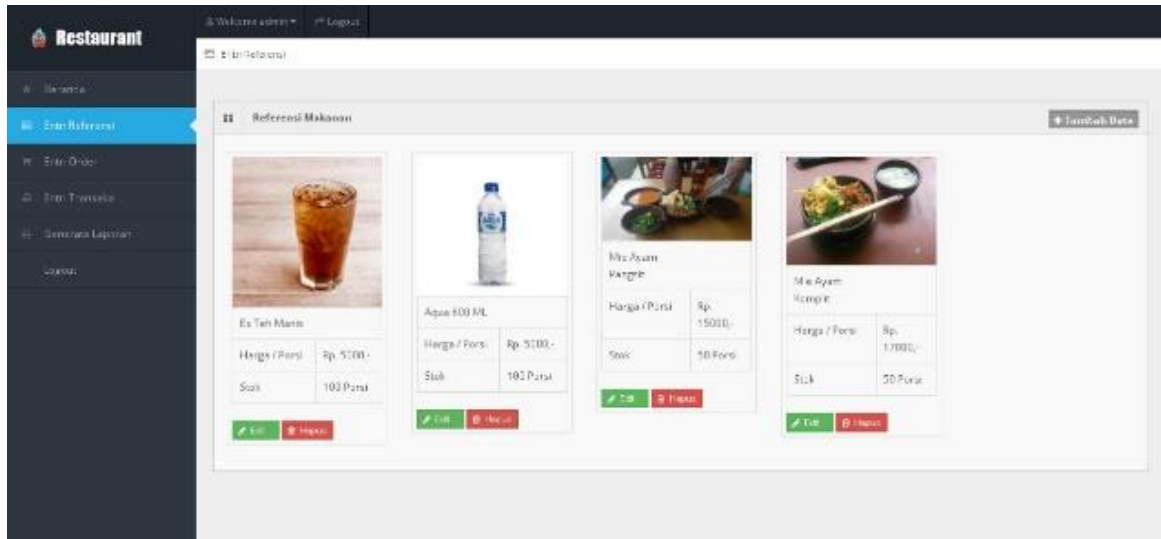 Restaurant
Welcome admin
Logout
Entri Referensi
Beranda
Entri Referensi
Entri Order
Entri Transaksi
Generate Laporan
Logout
Referensi Makanan
+ Tambah Data
Es Teh Manis
Harga / Porsi Rp. 5000,-
Stok 100 Porsi
Edit Hapus
Aqua 600 ML
Harga / Porsi Rp. 5000,-
Stok 100 Porsi
Edit Hapus
Mie Ayam
Pangsit
Harga / Porsi Rp.
15000,-
Stok 50 Porsi
Edit Hapus
Mie Ayam
Komplit
Harga / Porsi Rp.
17000,-
Stok 50 Porsi
Edit Hapus